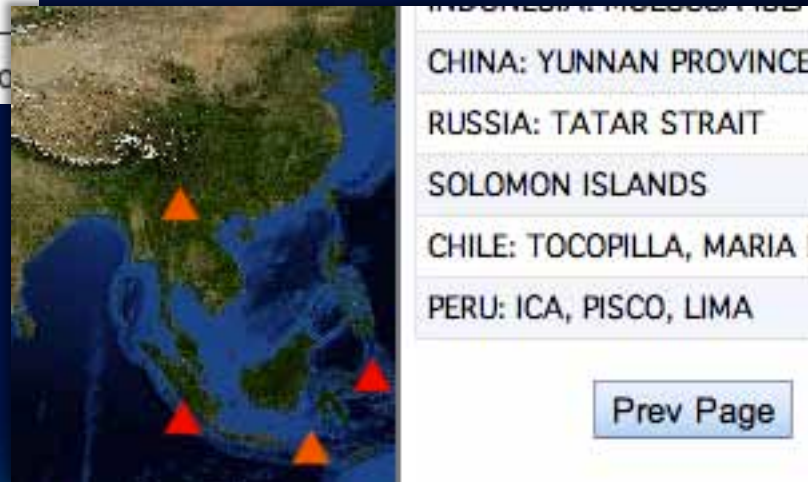 CHINA: YUNNAN PROVINCE
RUSSIA: TATAR STRAIT
SOLOMON ISLANDS
CHILE: TOCOPILLA, MARIA
PERU: ICA, PISCO, LIMA
Prev Page